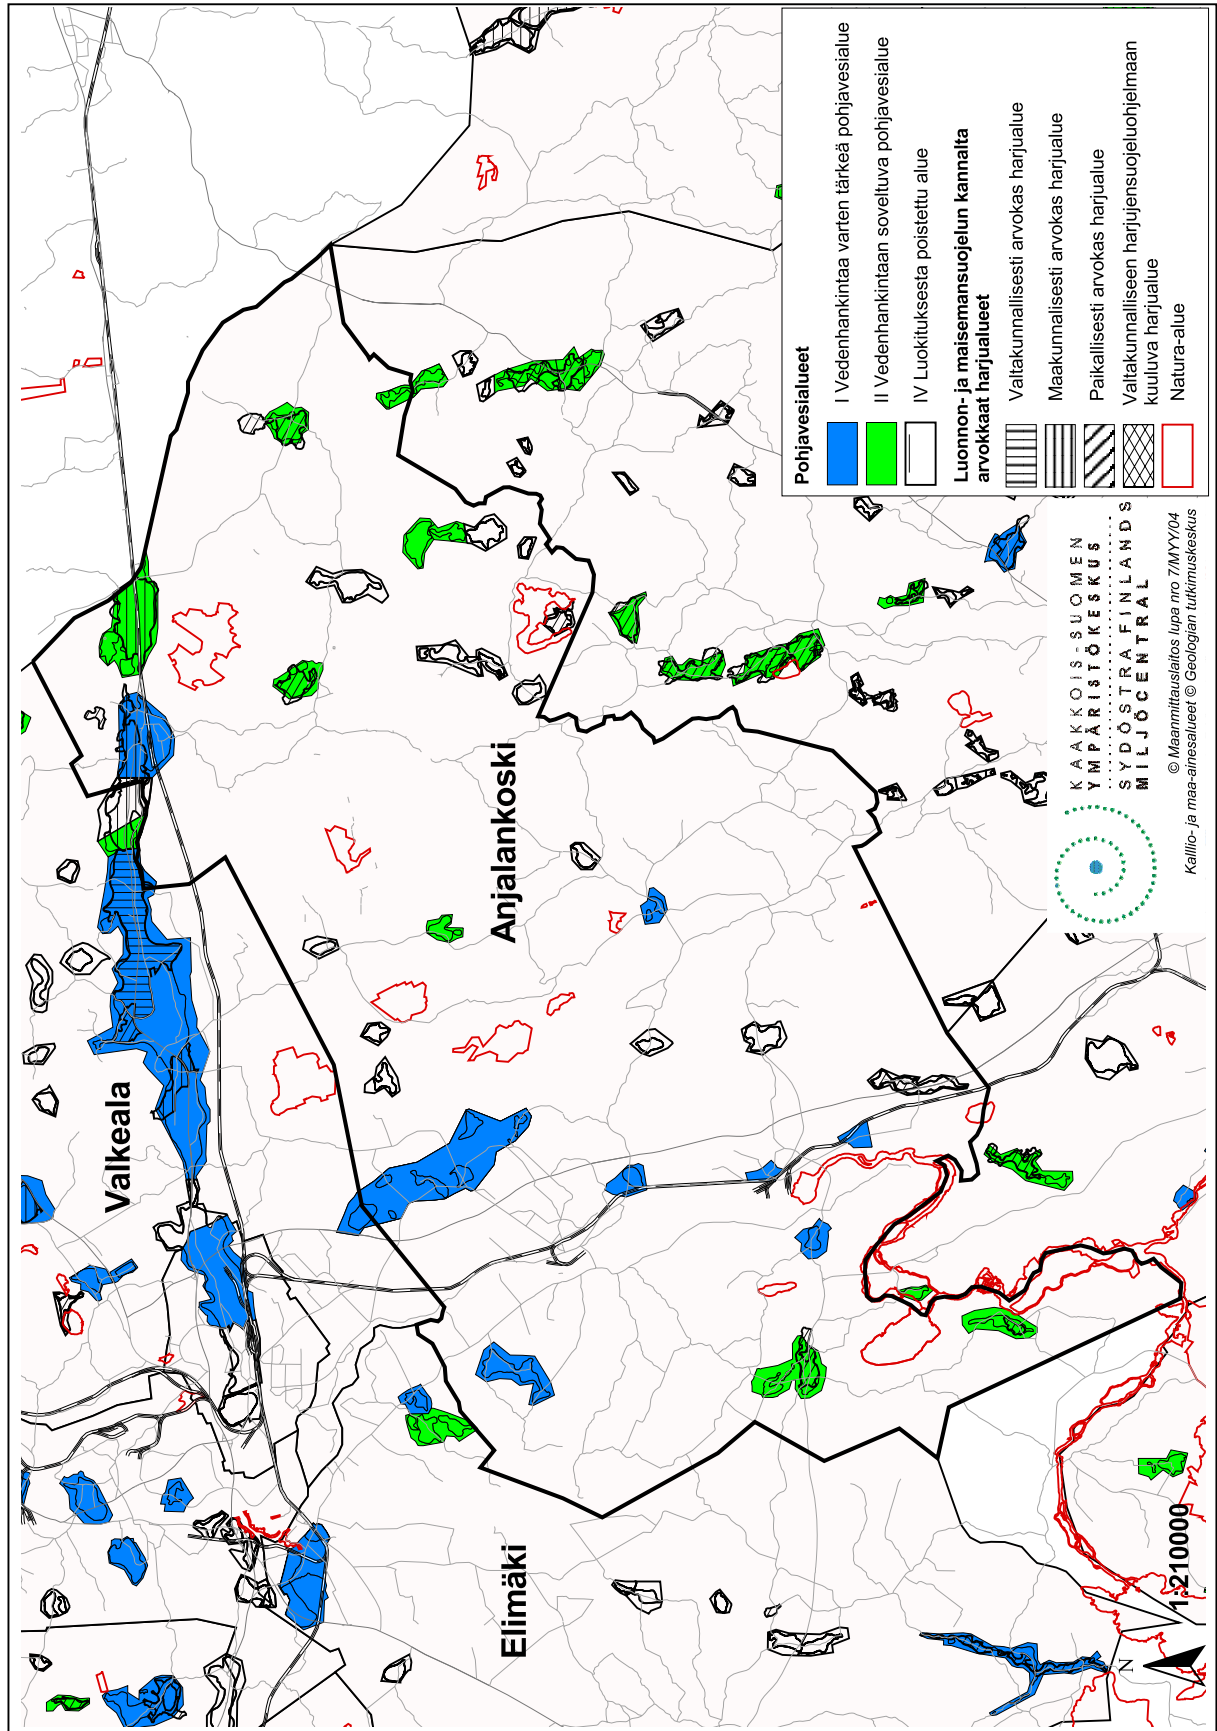 Valkeala
Anjalankoski
Elimäki
Pohjavesialueet
I Vedenhankintaa varten tärkeä pohjavesialue
II Vedenhankintaan soveltuva pohjavesialue
IV Luokituksesta poistettu alue
Luonnon- ja maisemansuojelun kannalta
arvokkaat harjualueet
Valtakunnallisesti arvokas harjualue
Maakunnalisesti arvokas harjualue
Paikallisesti arvokas harjualue
Valtakunnalliseen harjujensuojeluohjelmaan
kuuluva harjualue
Natura-alue
KAAKKOIS-SUOMEN
YMPÄRISTÖKESKUS
SYDÖSTRA FINLANDS
MILJÖCENTRAL
© Maanmittauslaitos lupa nro 7/MYY/04
Kalllio- ja maa-ainesalueet © Geologian tutkimuskeskus
1:210000
N